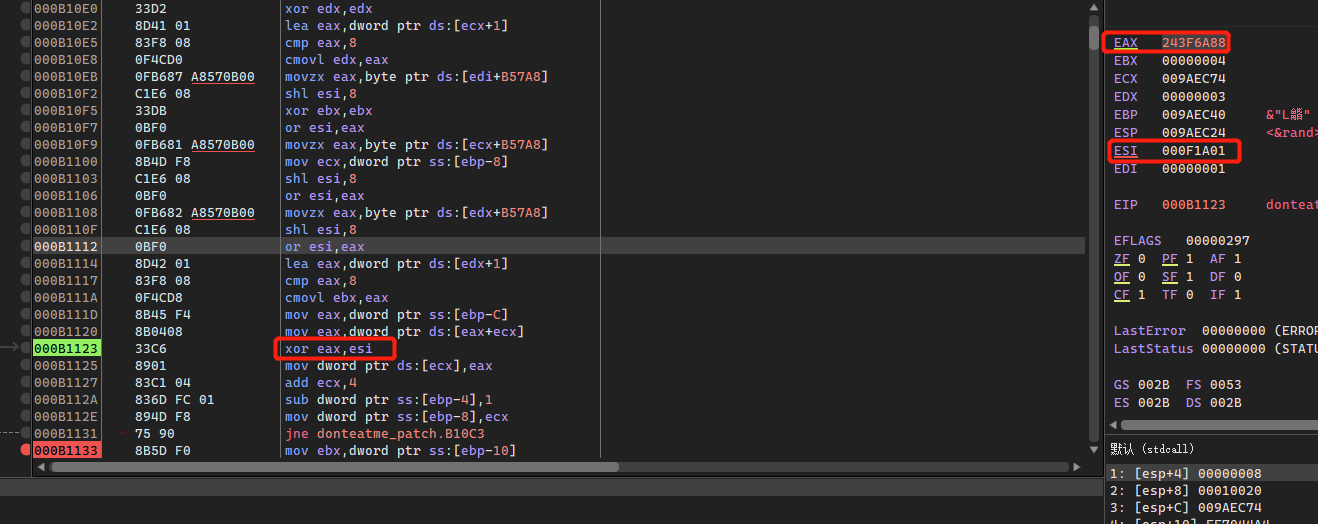 000B10E0 33D2 xor edx,edx
000B10E2 8D41 01 lea eax,dword ptr ds:[ecx+1]
000B10E5 83F8 08 cmp eax,8
000B10E8 0F4CD0 cmovl edx,eax
000B10EB 0FB687 A8570B00 movzx eax,byte ptr ds:[edi+B57A8]
000B10F2 C1E6 08 shl esi,8
000B10F5 33DB xor ebx,ebx
000B10F7 0BF0 or esi,eax
000B10F9 0FB681 A8570B00 movzx eax,byte ptr ds:[ecx+B57A8]
000B1100 8B4D F8 mov ecx,dword ptr ss:[ebp-8]
000B1103 C1E6 08 shl esi,8
000B1106 0BF0 or esi,eax
000B1108 0FB682 A8570B00 movzx eax,byte ptr ds:[edx+B57A8]
000B110F C1E6 08 shl esi,8
000B1112 0BF0 or esi,eax
000B1114 8D42 01 lea eax,dword ptr ds:[edx+1]
000B1117 83F8 08 cmp eax,8
000B111A 0F4CD8 cmovl ebx,eax
000B111D 8B45 F4 mov eax,dword ptr ss:[ebp-C]
000B1120 8B0408 mov eax,dword ptr ds:[eax+ecx]
000B1123 33C6 xor eax,esi
000B1125 8901 mov dword ptr ds:[ecx],eax
000B1127 83C1 04 add ecx,4
000B112A 836D FC 01 sub dword ptr ss:[ebp-4],1
000B112E 894D F8 mov dword ptr ss:[ebp-8],ecx
000B1131 75 90 jne donteatme_patch.B10C3
000B1133 8B5D F0 mov ebx,dword ptr ss:[ebp-10]
EAX 243F6A88
EBX 00000004
ECX 009AEC74
EDX 00000003
EBP 009AEC40 &"L
ESP 009AEC24 <&rand>
ESI 000F1A01
EDI 00000001
EIP 000B1123 donteat
EFLAGS 00000297
ZF 0 PF 1 AF 1
OF 0 SF 1 DF 0
CF 1 TF 0 IF 1
LastError 00000000 (ERROR
LastStatus 00000000 (STATU
GS 002B FS 0053
ES 002B DS 002B
默认 (stdcall)
1: [esp+4] 00000008
2: [esp+8] 00010020
3: [esp+C] 009AEC74